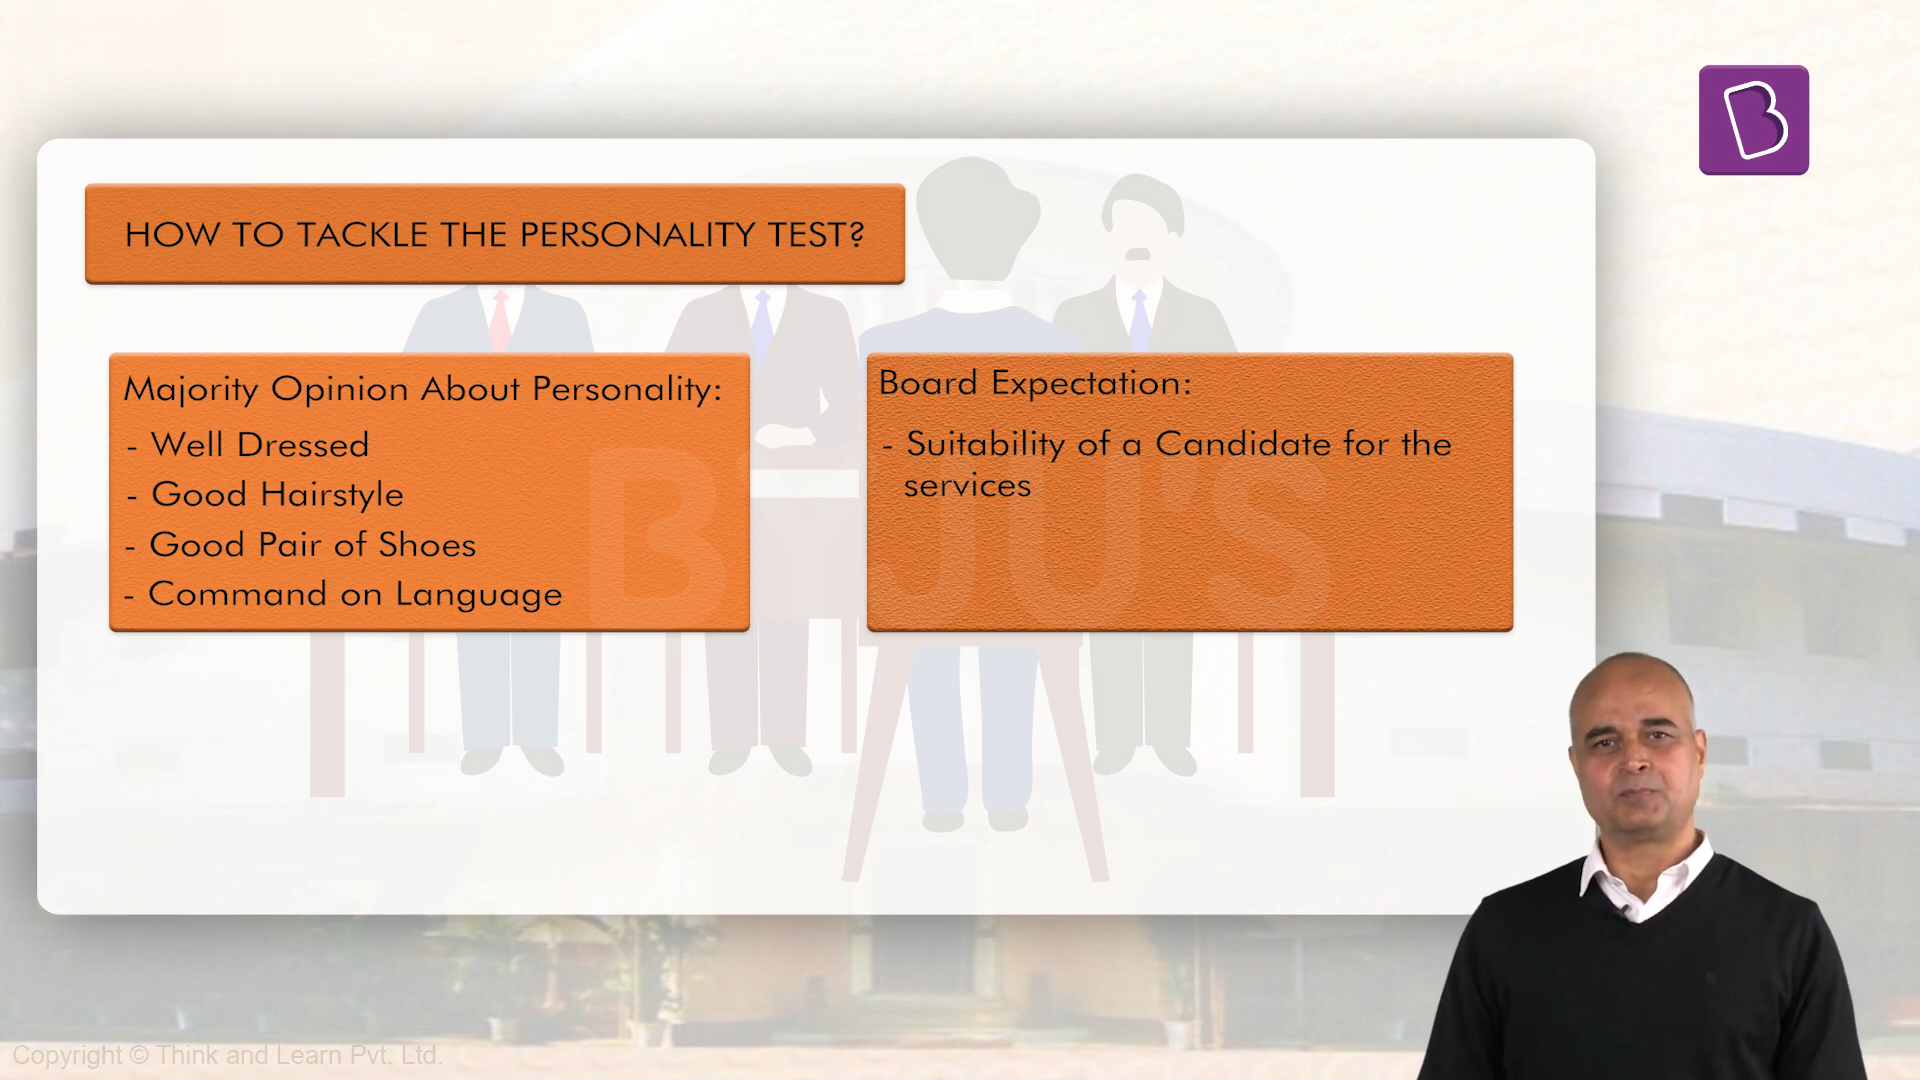 HOW TO TACKLE THE PERSONALITY TEST?
Majority Opinion About Personality:
- Well Dressed
- Good Hairstyle
- Good Pair of Shoes
- Command on Language
Board Expectation:
- Suitability of a Candidate for the
services
BYJU'S
B
Copyright © Think and Learn Pvt. Ltd.